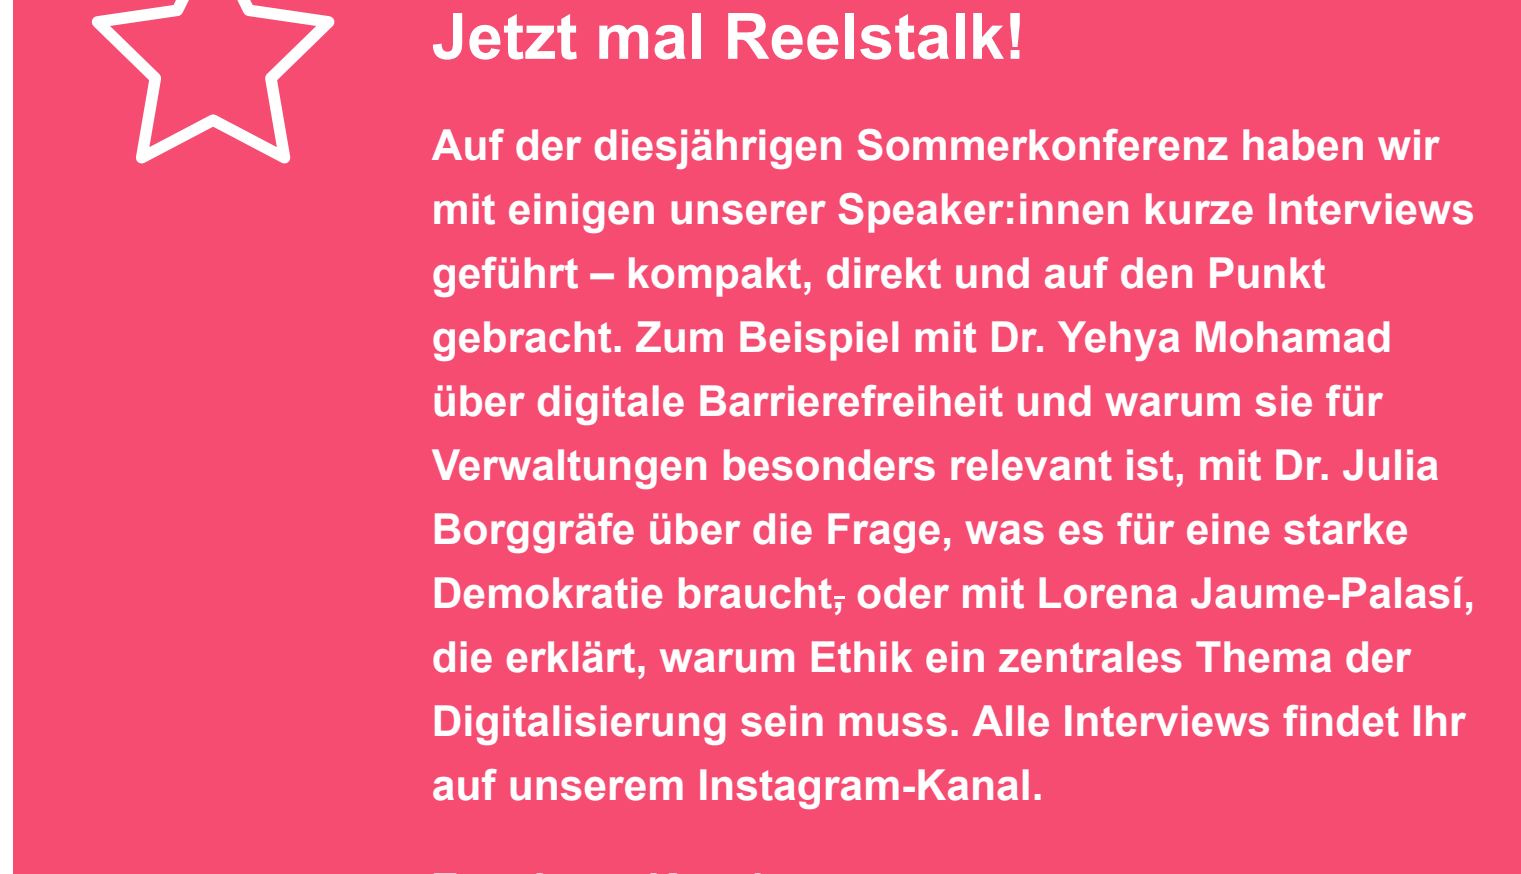 Jetzt mal Reelstalk!
Auf der diesjährigen Sommerkonferenz haben wir
mit einigen unserer Speaker:innen kurze Interviews
geführt – kompakt, direkt und auf den Punkt
gebracht. Zum Beispiel mit Dr. Yehya Mohamad
über digitale Barrierefreiheit und warum sie für
Verwaltungen besonders relevant ist, mit Dr. Julia
Borggräfe über die Frage, was es für eine starke
Demokratie braucht, oder mit Lorena Jaume-Palasí,
die erklärt, warum Ethik ein zentrales Thema der
Digitalisierung sein muss. Alle Interviews findet Ihr
auf unserem Instagram-Kanal.